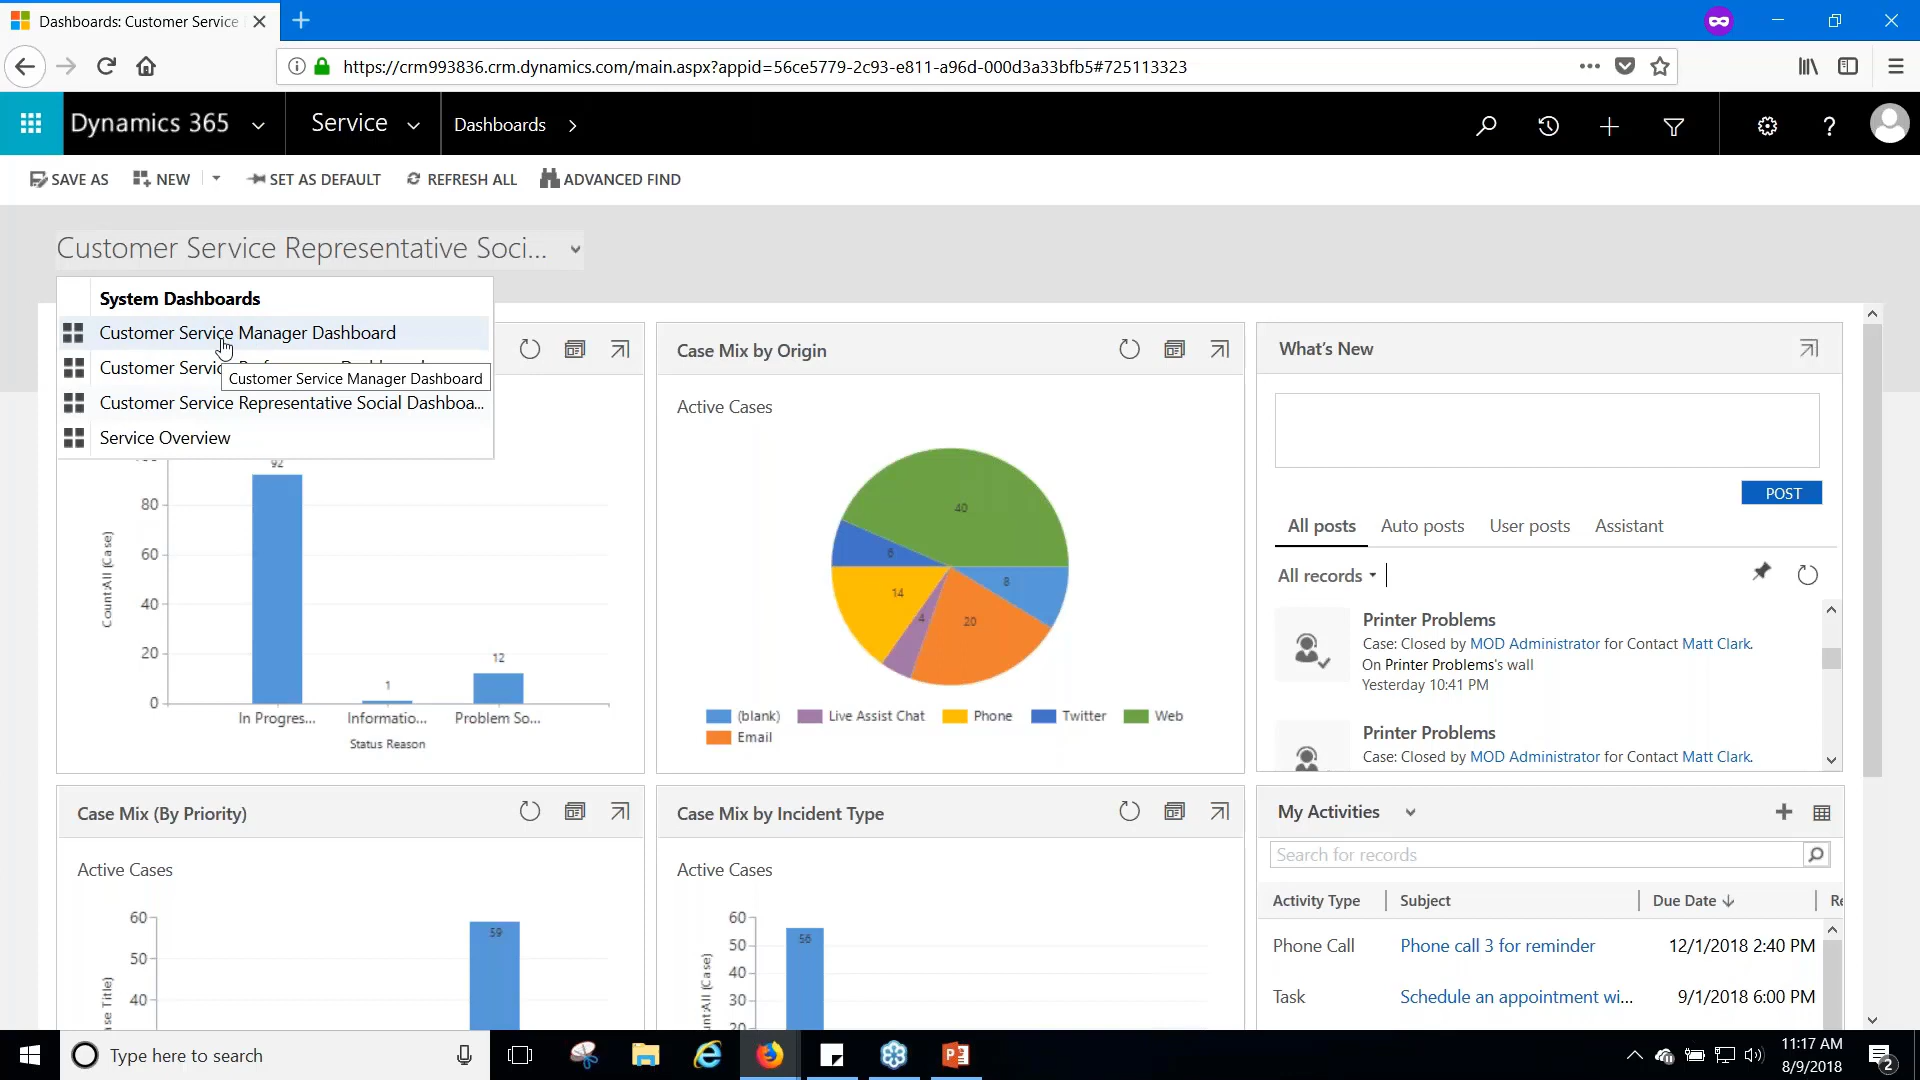 Dashboards: Customer Service
https://crm993836.crm.dynamics.com/main.aspx?appid=56ce5779-2c93-e811-a96d-000d3a33bfb5#725113323
Dynamics 365
Service
Dashboards
SAVE AS
NEW
SET AS DEFAULT
REFRESH ALL
ADVANCED FIND
Customer Service Representative Soci...
System Dashboards
Customer Service Manager Dashboard
Customer Servic
Customer Service Manager Dashboard
Customer Service Representative Social Dashboa...
Service Overview
92
80
60
40
20
0
1
12
Count:All (Case)
In Progres...
Informatio...
Problem So...
Status Reason
Case Mix by Origin
Active Cases
40
6
8
14
4
20
(blank)
Live Assist Chat
Phone
Twitter
Web
Email
What's New
POST
All posts
Auto posts
User posts
Assistant
All records
Printer Problems
Case: Closed by MOD Administrator for Contact Matt Clark.
On Printer Problems's wall
Yesterday 10:41 PM
Printer Problems
Case: Closed by MOD Administrator for Contact Matt Clark.
Case Mix (By Priority)
Active Cases
60
50
40
59
se Title)
Case Mix by Incident Type
Active Cases
60
50
40
30
20
56
unt:All (Case)
My Activities
Search for records
Activity Type
Subject
Due Date
Re
Phone Call
Phone call 3 for reminder
12/1/2018 2:40 PM
Task
Schedule an appointment wi...
9/1/2018 6:00 PM
Type here to search
11:17 AM
8/9/2018
2